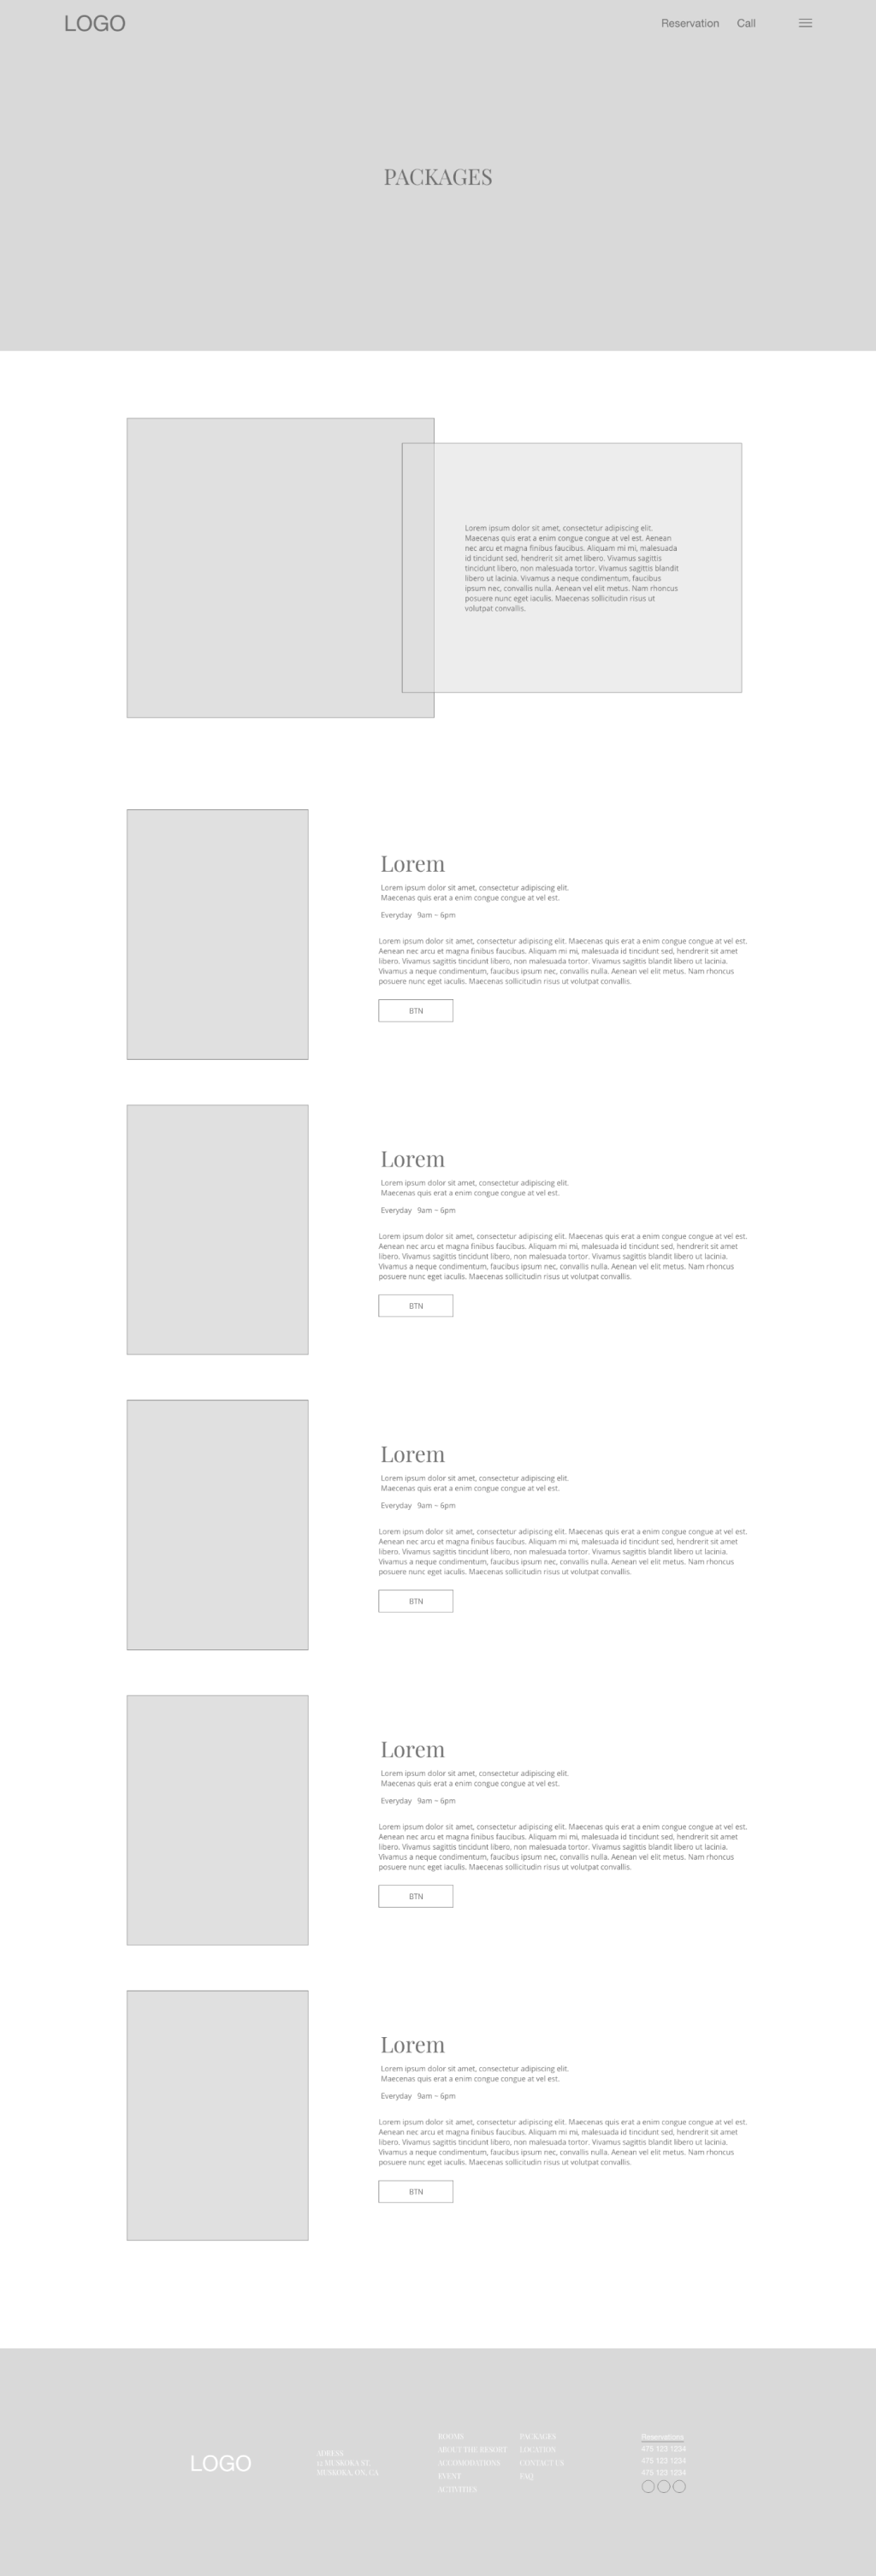 LOGO
Reservation
Call
PACKAGES
Lorem ipsum dolor sit amet, consectetur adipiscing elit.
Maecenas quis erat a enim congue congue at vel est. Aenean
nec arcu et magna finibus faucibus. Aliquam mi mi, malesuada
id tincidunt sed, hendrerit sit amet libero. Vivamus sagittis
tincidunt libero, non malesuada tortor. Vivamus sagittis blandit
libero ut lacinia. Vivamus a neque condimentum, faucibus
ipsum nec, convallis nulla. Aenean vel elit metus. Nam rhoncus
posuere nunc eget iaculis. Maecenas sollicitudin risus ut
volutpat convallis.
Lorem
Lorem ipsum dolor sit amet, consectetur adipiscing elit.
Maecenas quis erat a enim congue congue at vel est.
Everyday 9am ~ 6pm
Lorem ipsum dolor sit amet, consectetur adipiscing elit. Maecenas quis erat a enim congue congue at vel est.
Aenean nec arcu et magna finibus faucibus. Aliquam mi mi, malesuada id tincidunt sed, hendrerit sit amet
libero. Vivamus sagittis tincidunt libero, non malesuada tortor. Vivamus sagittis blandit libero ut lacinia.
Vivamus a neque condimentum, faucibus ipsum nec, convallis nulla. Aenean vel elit metus. Nam rhoncus
posuere nunc eget iaculis. Maecenas sollicitudin risus ut volutpat convallis.
BTN
Lorem
Lorem ipsum dolor sit amet, consectetur adipiscing elit.
Maecenas quis erat a enim congue congue at vel est.
Everyday 9am ~ 6pm
Lorem ipsum dolor sit amet, consectetur adipiscing elit. Maecenas quis erat a enim congue congue at vel est.
Aenean nec arcu et magna finibus faucibus. Aliquam mi mi, malesuada id tincidunt sed, hendrerit sit amet
libero. Vivamus sagittis tincidunt libero, non malesuada tortor. Vivamus sagittis blandit libero ut lacinia.
Vivamus a neque condimentum, faucibus ipsum nec, convallis nulla. Aenean vel elit metus. Nam rhoncus
posuere nunc eget iaculis. Maecenas sollicitudin risus ut volutpat convallis.
BTN
Lorem
Lorem ipsum dolor sit amet, consectetur adipiscing elit.
Maecenas quis erat a enim congue congue at vel est.
Everyday 9am ~ 6pm
Lorem ipsum dolor sit amet, consectetur adipiscing elit. Maecenas quis erat a enim congue congue at vel est.
Aenean nec arcu et magna finibus faucibus. Aliquam mi mi, malesuada id tincidunt sed, hendrerit sit amet
libero. Vivamus sagittis tincidunt libero, non malesuada tortor. Vivamus sagittis blandit libero ut lacinia.
Vivamus a neque condimentum, faucibus ipsum nec, convallis nulla. Aenean vel elit metus. Nam rhoncus
posuere nunc eget iaculis. Maecenas sollicitudin risus ut volutpat convallis.
BTN
Lorem
Lorem ipsum dolor sit amet, consectetur adipiscing elit.
Maecenas quis erat a enim congue congue at vel est.
Everyday 9am ~ 6pm
Lorem ipsum dolor sit amet, consectetur adipiscing elit. Maecenas quis erat a enim congue congue at vel est.
Aenean nec arcu et magna finibus faucibus. Aliquam mi mi, malesuada id tincidunt sed, hendrerit sit amet
libero. Vivamus sagittis tincidunt libero, non malesuada tortor. Vivamus sagittis blandit libero ut lacinia.
Vivamus a neque condimentum, faucibus ipsum nec, convallis nulla. Aenean vel elit metus. Nam rhoncus
posuere nunc eget iaculis. Maecenas sollicitudin risus ut volutpat convallis.
BTN
Lorem
Lorem ipsum dolor sit amet, consectetur adipiscing elit.
Maecenas quis erat a enim congue congue at vel est.
Everyday 9am ~ 6pm
Lorem ipsum dolor sit amet, consectetur adipiscing elit. Maecenas quis erat a enim congue congue at vel est.
Aenean nec arcu et magna finibus faucibus. Aliquam mi mi, malesuada id tincidunt sed, hendrerit sit amet
libero. Vivamus sagittis tincidunt libero, non malesuada tortor. Vivamus sagittis blandit libero ut lacinia.
Vivamus a neque condimentum, faucibus ipsum nec, convallis nulla. Aenean vel elit metus. Nam rhoncus
posuere nunc eget iaculis. Maecenas sollicitudin risus ut volutpat convallis.
BTN
LOGO
ADRESS
MUSKOKA ST.
MUSKOKA, ON, CA
ROOMS
ABOUT THE RESORT
ACCOMODATIONS
EVENT
ACTIVITIES
PACKAGES
LOCATION
CONTACT US
FAQ
Reservations
475 123 1234
475 123 1234
475 123 1234